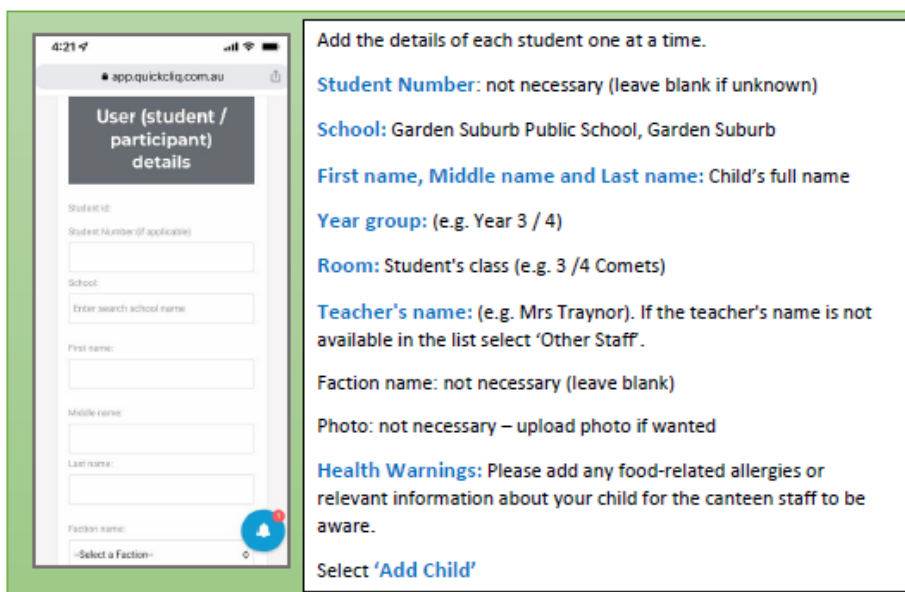 4:21
app.quickcliq.com.au
User (student /
participant)
details
Student id:
Student Number(if applicable)
School:
Enter search school name
First name:
Middle name:
Last name:
Faction name:
--Select a Faction--
1
Add the details of each student one at a time.
Student Number: not necessary (leave blank if unknown)
School: Garden Suburb Public School, Garden Suburb
First name, Middle name and Last name: Child's full name
Year group: (e.g. Year 3 / 4)
Room: Student's class (e.g. 3 /4 Comets)
Teacher's name: (e.g. Mrs Traynor). If the teacher's name is not
available in the list select 'Other Staff'.
Faction name: not necessary (leave blank)
Photo: not necessary – upload photo if wanted
Health Warnings: Please add any food-related allergies or
relevant information about your child for the canteen staff to be
aware.
Select 'Add Child'